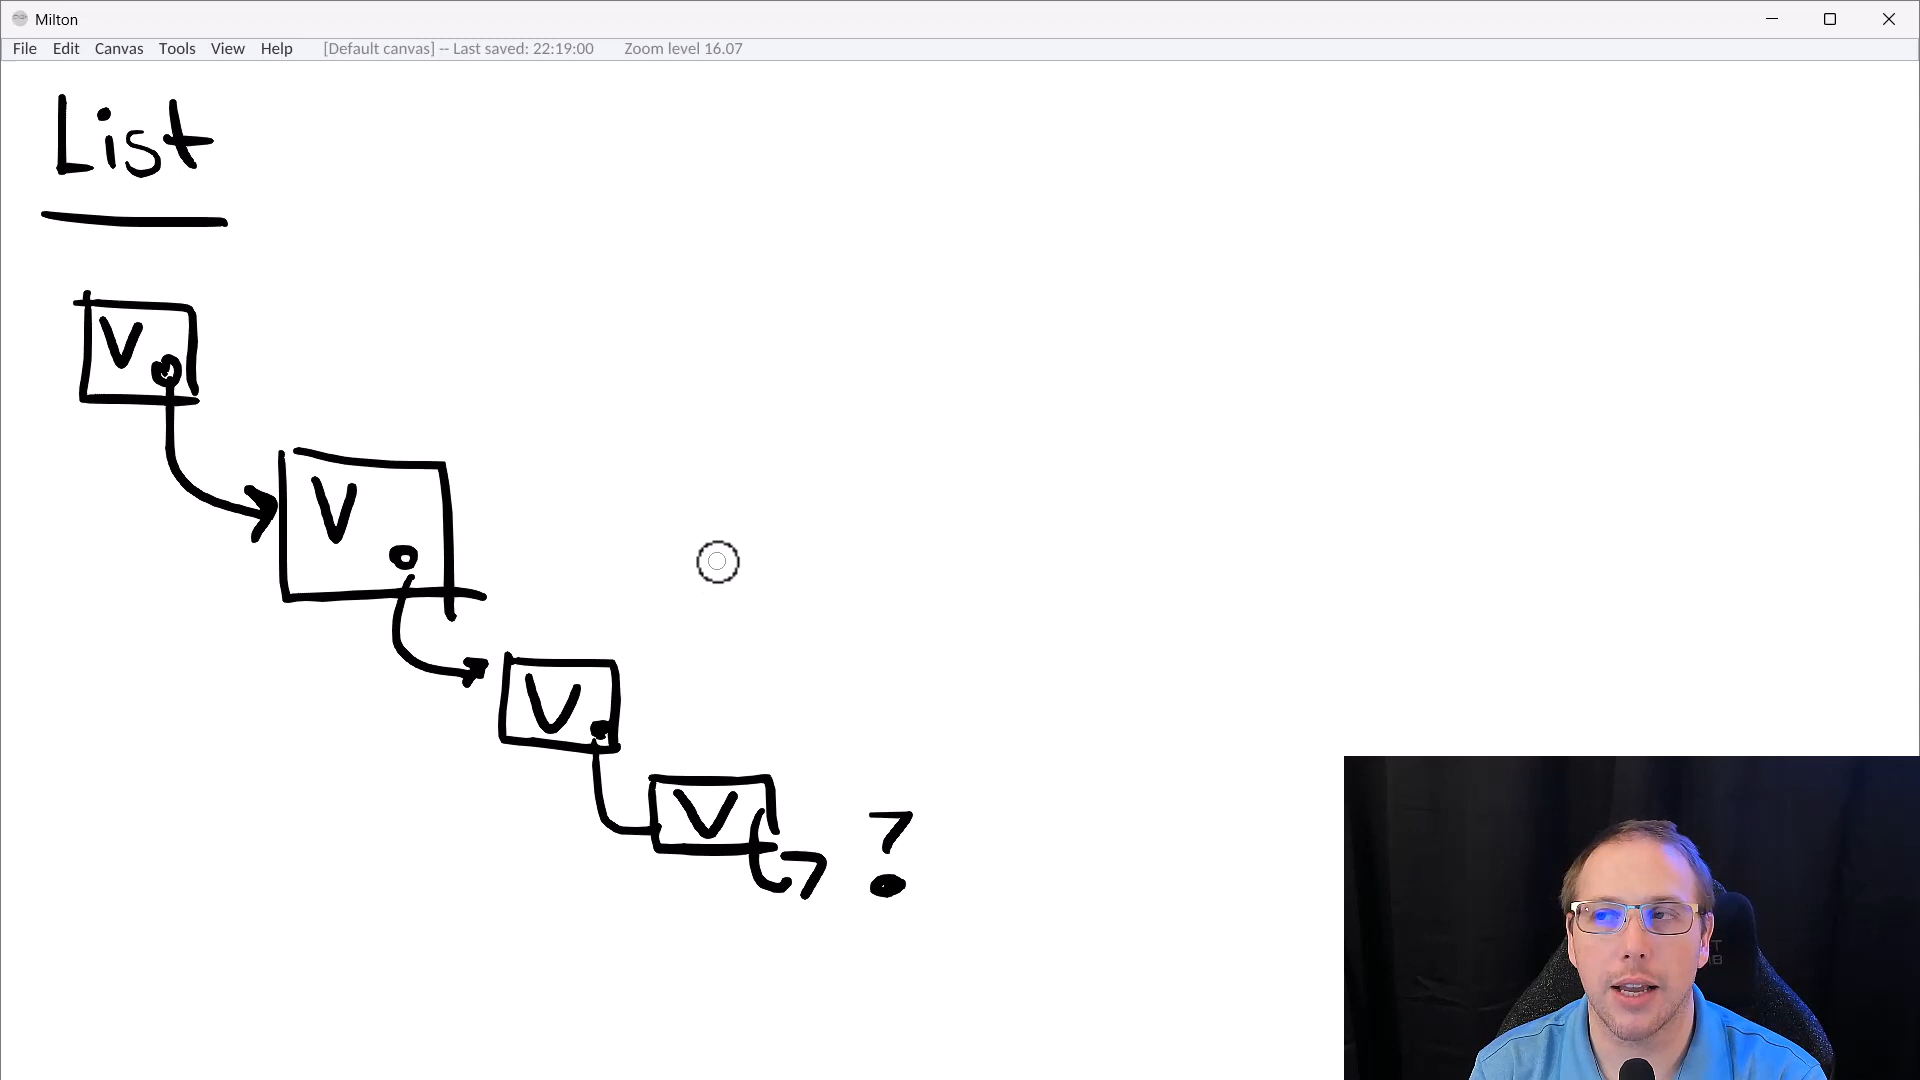 Milton
File Edit Canvas Tools View Help [Default canvas] -- Last saved: 22:19:00 Zoom level 16.07
List
V
V
V
V
?